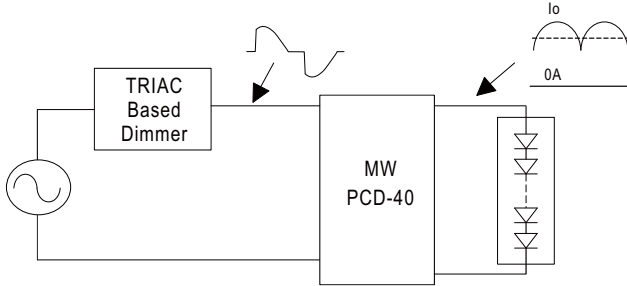 Io
0A
TRIAC
Based
Dimmer
MW
PCD-40